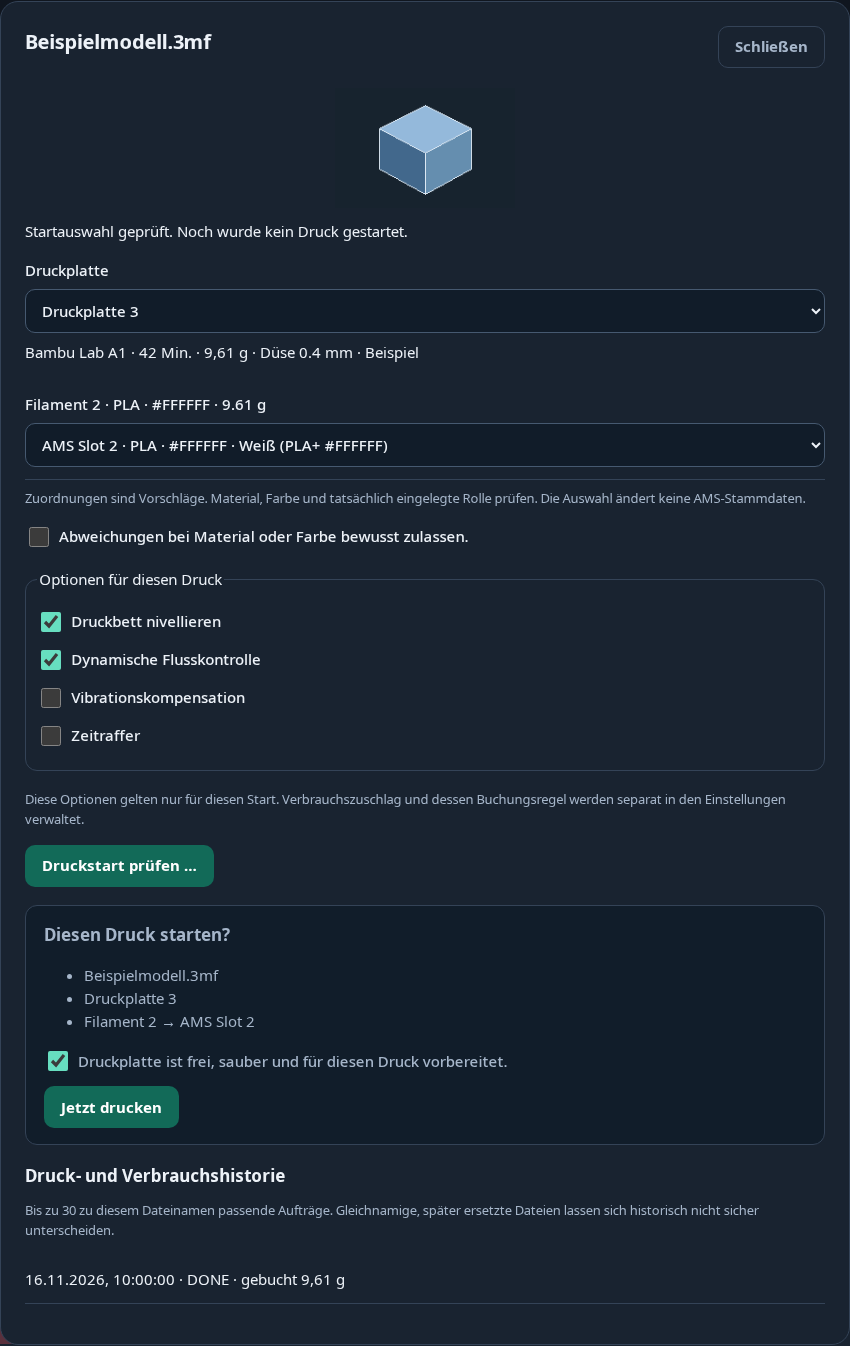 Beispielmodell.3mf
Schließen
Startauswahl geprüft. Noch wurde kein Druck gestartet.
Druckplatte
Druckplatte 3
Bambu Lab A1 · 42 Min. · 9,61 g · Düse 0.4 mm · Beispiel
Filament 2 · PLA · #FFFFFF · 9.61 g
AMS Slot 2 · PLA · #FFFFFF · Weiß (PLA+ #FFFFFF)
Zuordnungen sind Vorschläge. Material, Farbe und tatsächlich eingelegte Rolle prüfen. Die Auswahl ändert keine AMS-Stammdaten.
Abweichungen bei Material oder Farbe bewusst zulassen.
Optionen für diesen Druck
Druckbett nivellieren
Dynamische Flusskontrolle
Vibrationskompensation
Zeitraffer
Diese Optionen gelten nur für diesen Start. Verbrauchszuschlag und dessen Buchungsregel werden separat in den Einstellungen
verwaltet.
Druckstart prüfen ...
Diesen Druck starten?
• Beispielmodell.3mf
• Druckplatte 3
• Filament 2 → AMS Slot 2
Druckplatte ist frei, sauber und für diesen Druck vorbereitet.
Jetzt drucken
Druck- und Verbrauchshistorie
Bis zu 30 zu diesem Dateinamen passende Aufträge. Gleichnamige, später ersetzte Dateien lassen sich historisch nicht sicher
unterscheiden.
16.11.2026, 10:00:00 · DONE · gebucht 9,61 g